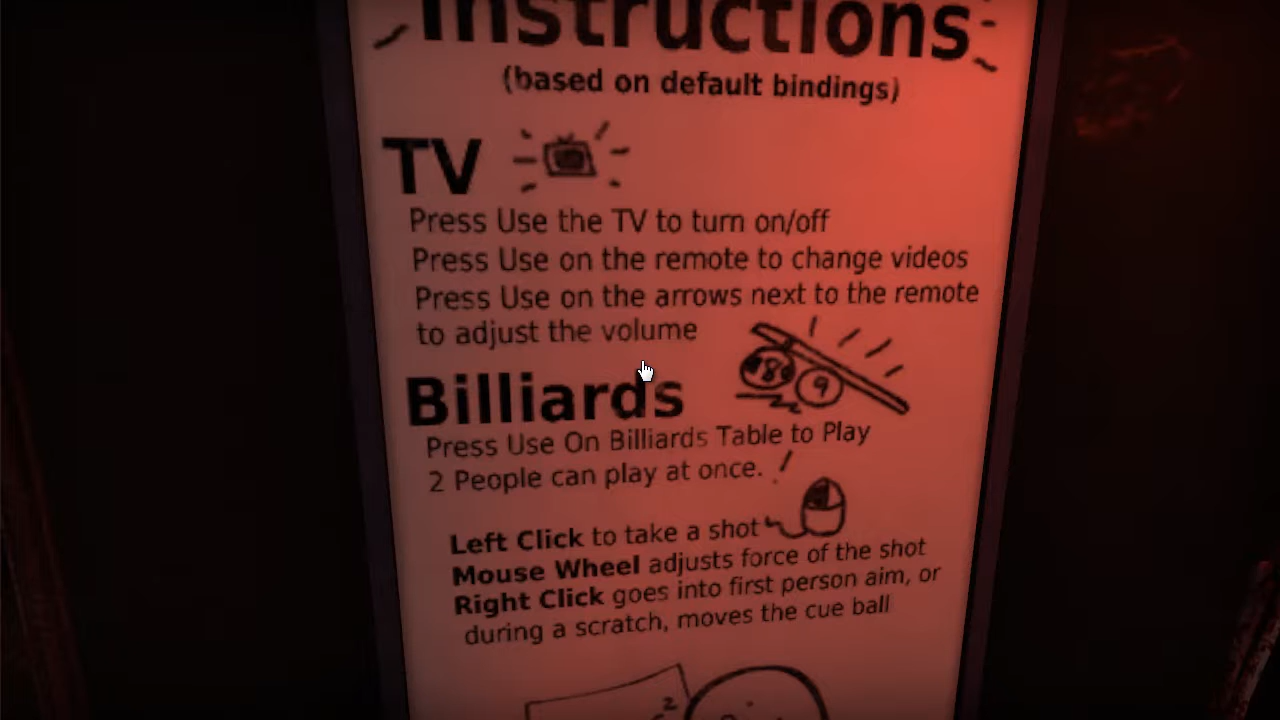 Instructions
(based on default bindings)
TV
Press Use the TV to turn on/off
Press Use on the remote to change videos
Press Use on the arrows next to the remote
to adjust the volume
8 9
Billiards
Press Use On Billiards Table to Play
2 People can play at once. !
Left Click to take a shot
Mouse Wheel adjusts force of the shot
Right Click goes into first person aim, or
during a scratch, moves the cue ball
2